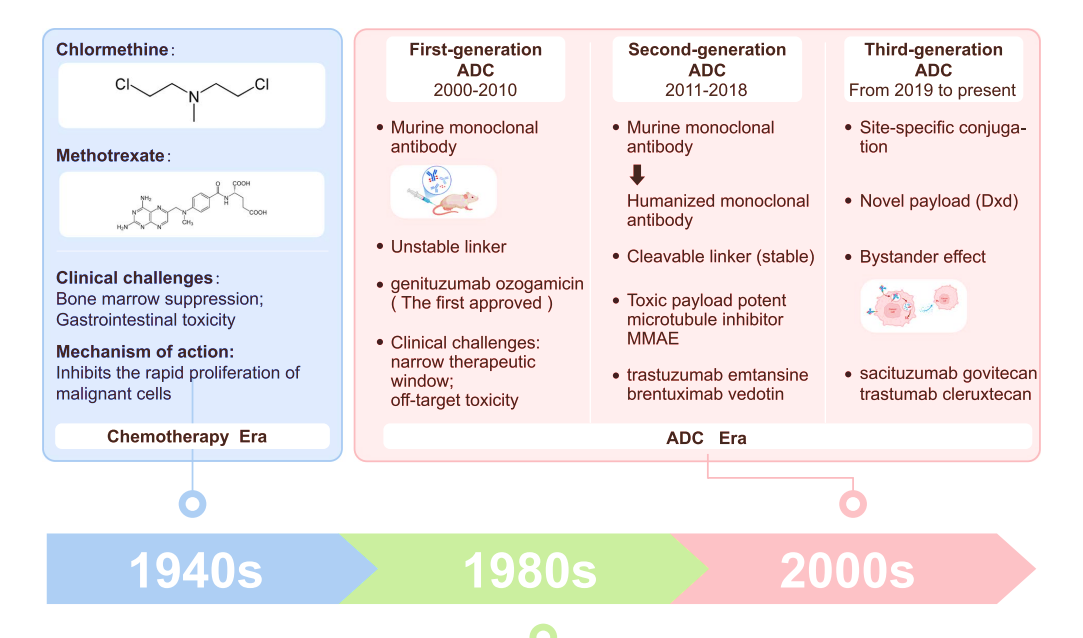 Chlormethine:
Cl
Cl
N
Methotrexate:
NH₂
N
N
N
N
H₂N
N
CH₃
O
N
H
COOH
COOH
Clinical challenges:
Bone marrow suppression;
Gastrointestinal toxicity
Mechanism of action:
Inhibits the rapid proliferation of
malignant cells
Chemotherapy Era
First-generation
ADC
2000-2010
• Murine monoclonal
antibody
• Unstable linker
• genituzumab ozogamicin
( The first approved )
• Clinical challenges:
narrow therapeutic
window;
off-target toxicity
Second-generation
ADC
2011-2018
• Murine monoclonal
antibody
Humanized monoclonal
antibody
• Cleavable linker (stable)
• Toxic payload potent
microtubule inhibitor
MMAE
• trastuzumab emtansine
brentuximab vedotin
Third-generation
ADC
From 2019 to present
• Site-specific conjuga-
tion
• Novel payload (Dxd)
• Bystander effect
• sacituzumab govitecan
trastumab cleruxtecan
ADC Era
1940s
1980s
2000s